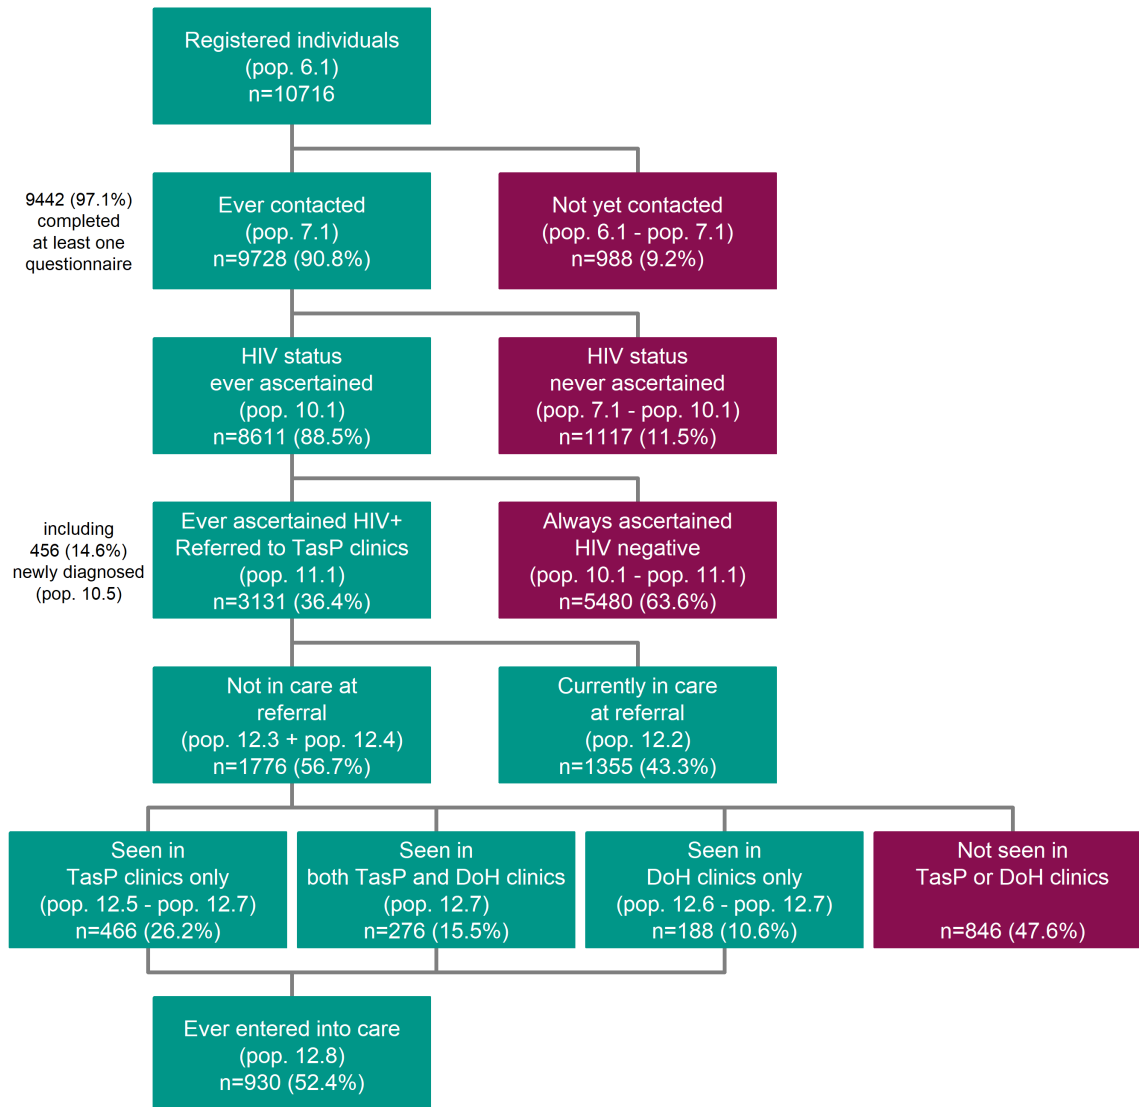 Registered individuals
(pop. 6.1)
n=10716
9442 (97.1%)
completed
at least one
questionnaire
Ever contacted
(pop. 7.1)
n=9728 (90.8%)
Not yet contacted
(pop. 6.1 - pop. 7.1)
n=988 (9.2%)
HIV status
ever ascertained
(pop. 10.1)
n=8611 (88.5%)
HIV status
never ascertained
(pop. 7.1 - pop. 10.1)
n=1117 (11.5%)
including
456 (14.6%)
newly diagnosed
(pop. 10.5)
Ever ascertained HIV+
Referred to TasP clinics
(pop. 11.1)
n=3131 (36.4%)
Always ascertained
HIV negative
(pop. 10.1 - pop. 11.1)
n=5480 (63.6%)
Not in care at
referral
(pop. 12.3 + pop. 12.4)
n=1776 (56.7%)
Currently in care
at referral
(pop. 12.2)
n=1355 (43.3%)
Seen in
TasP clinics only
(pop. 12.5 - pop. 12.7)
n=466 (26.2%)
Seen in
both TasP and DoH clinics
(pop. 12.7)
n=276 (15.5%)
Seen in
DoH clinics only
(pop. 12.6 - pop. 12.7)
n=188 (10.6%)
Not seen in
TasP or DoH clinics
n=846 (47.6%)
Ever entered into care
(pop. 12.8)
n=930 (52.4%)